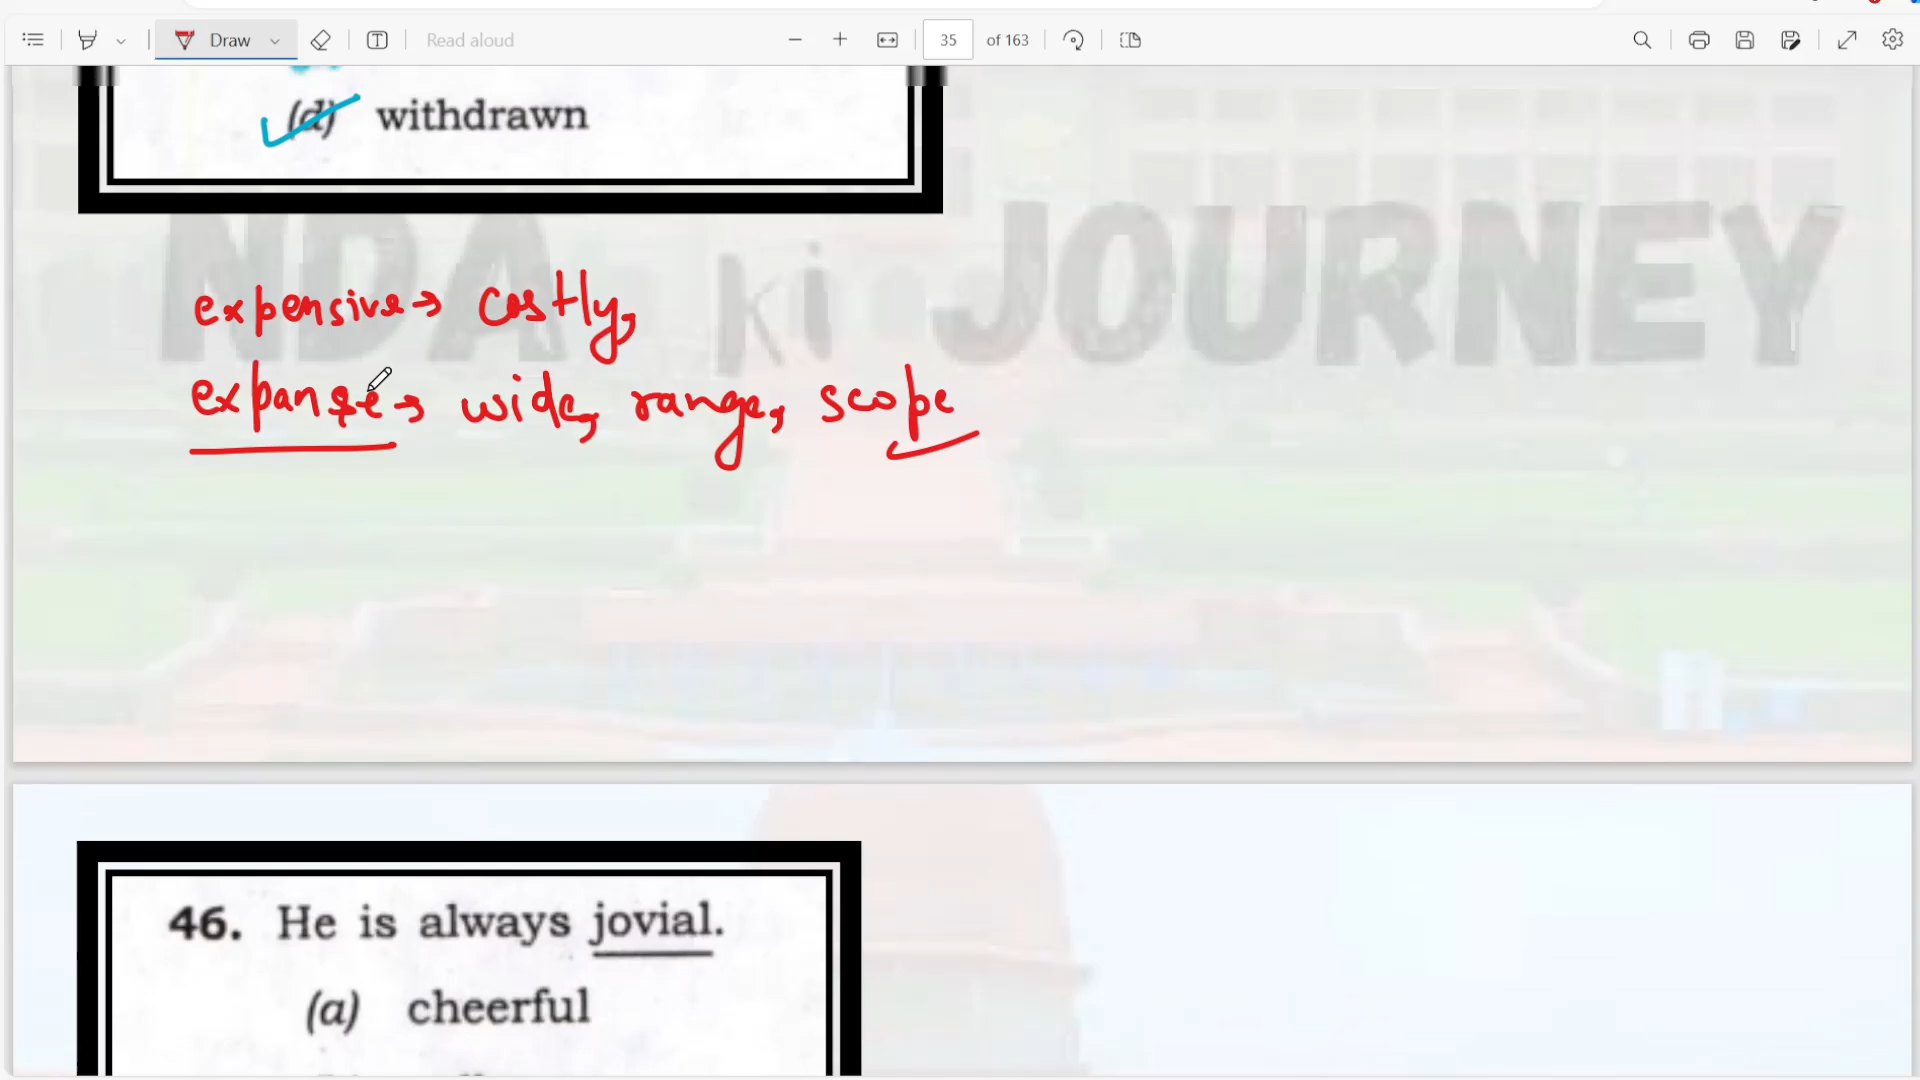 Draw
Read aloud
35 of 163
(d) withdrawn
NDA ki JOURNEY
expensive → costly,
expanse → wide, range, scope
46. He is always jovial.
(a) cheerful